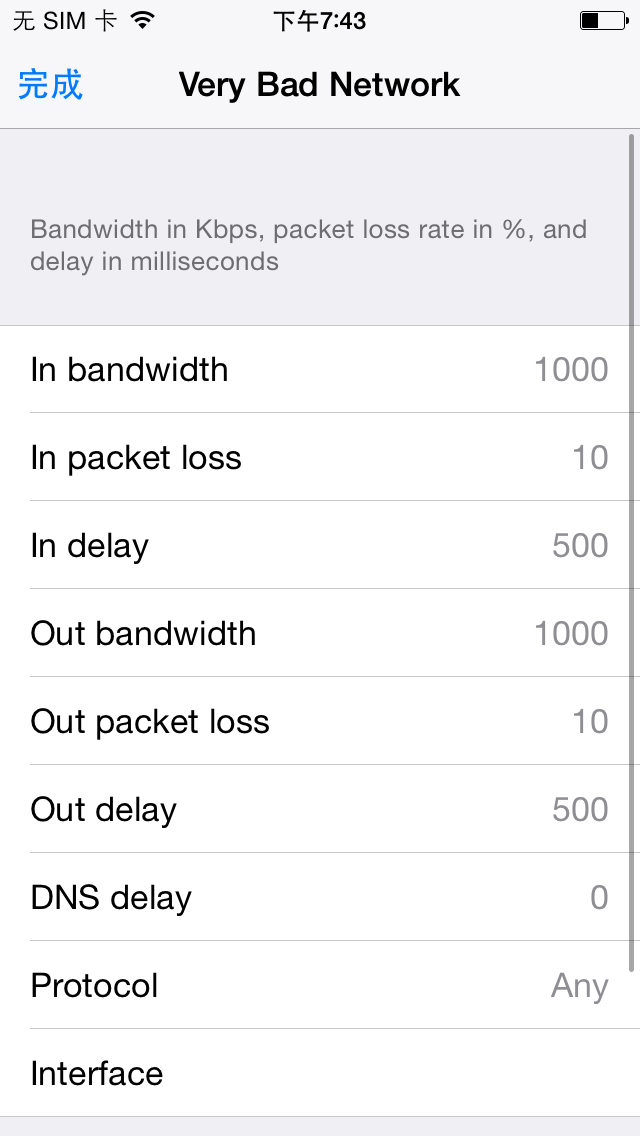 无 SIM 卡 下午7:43
完成 Very Bad Network
Bandwidth in Kbps, packet loss rate in %, and
delay in milliseconds
In bandwidth 1000
In packet loss 10
In delay 500
Out bandwidth 1000
Out packet loss 10
Out delay 500
DNS delay 0
Protocol Any
Interface